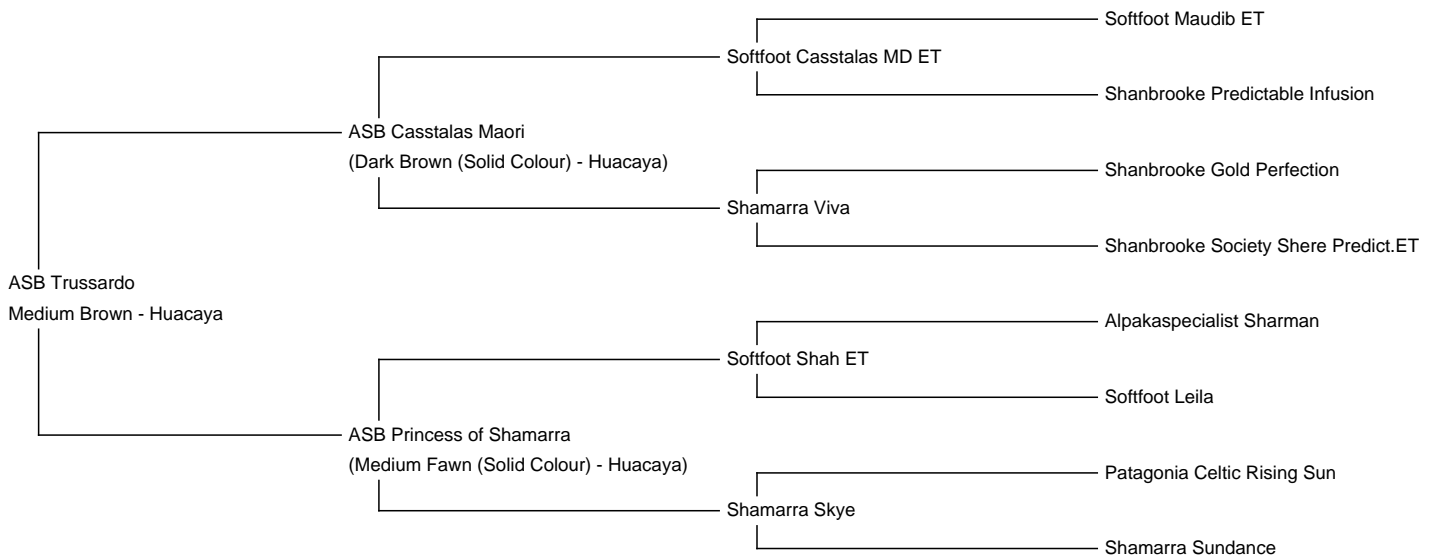 Softfoot Maudib ET
Softfoot Casstalas MD ET
Shanbrooke Predictable Infusion
ASB Casstalas Maori
(Dark Brown (Solid Colour) - Huacaya)
Shanbrooke Gold Perfection
Shamarra Viva
Shanbrooke Society Shere Predict.ET
ASB Trussardo
Medium Brown - Huacaya
Alpakaspecialist Sharman
Softfoot Shah ET
Softfoot Leila
ASB Princess of Shamarra
(Medium Fawn (Solid Colour) - Huacaya)
Patagonia Celtic Rising Sun
Shamarra Skye
Shamarra Sundance